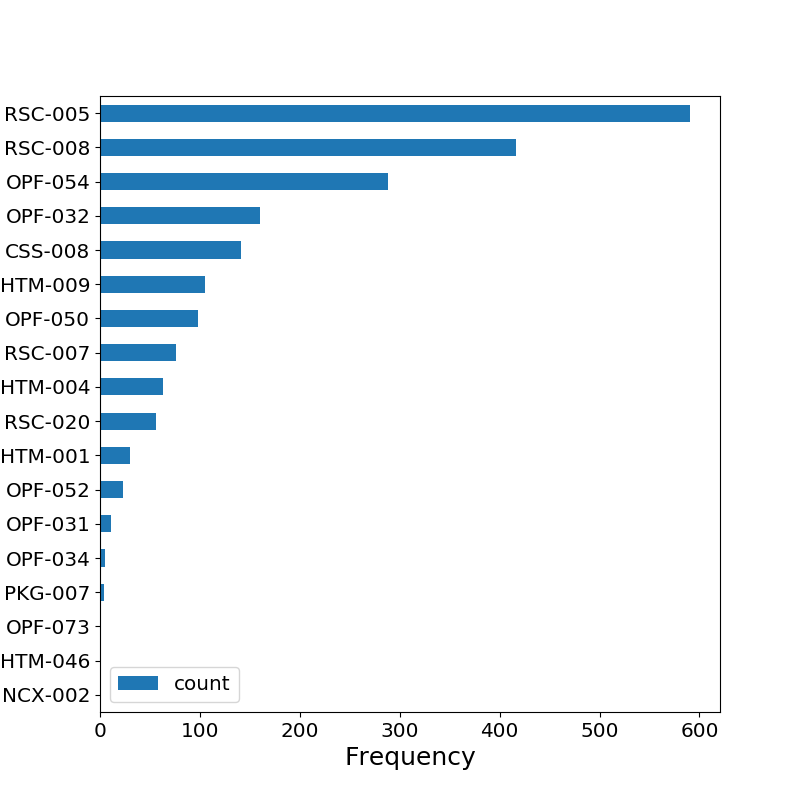 RSC-005
RSC-008
OPF-054
OPF-032
CSS-008
HTM-009
OPF-050
RSC-007
HTM-004
RSC-020
HTM-001
OPF-052
OPF-031
OPF-034
PKG-007
OPF-073
HTM-046
NCX-002
count
0 100 200 300 400 500 600
Frequency